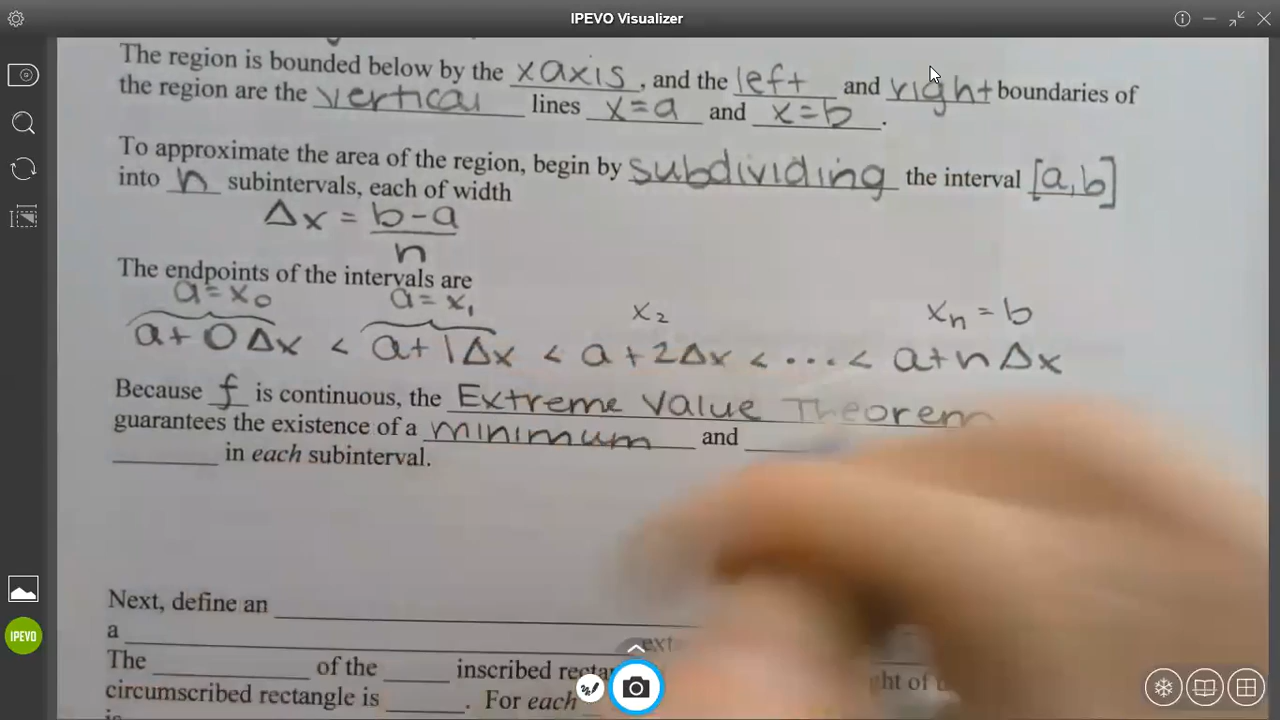 IPEVO Visualizer
The region is bounded below by the x axis, and the left and right boundaries of
the region are the vertical lines x=a and x=b.
To approximate the area of the region, begin by subdividing the interval [a,b]
into n subintervals, each of width
Δx = b-a
n
The endpoints of the intervals are
a=x₀ a=x₁ x₂ xₙ=b
a+0Δx < a+1Δx < a+2Δx < ... < a+nΔx
Because f is continuous, the Extreme Value Theorem
guarantees the existence of a minimum and
in each subinterval.
Next, define an
a
The of the inscribed
circumscribed rectangle is . For each
IPEVO